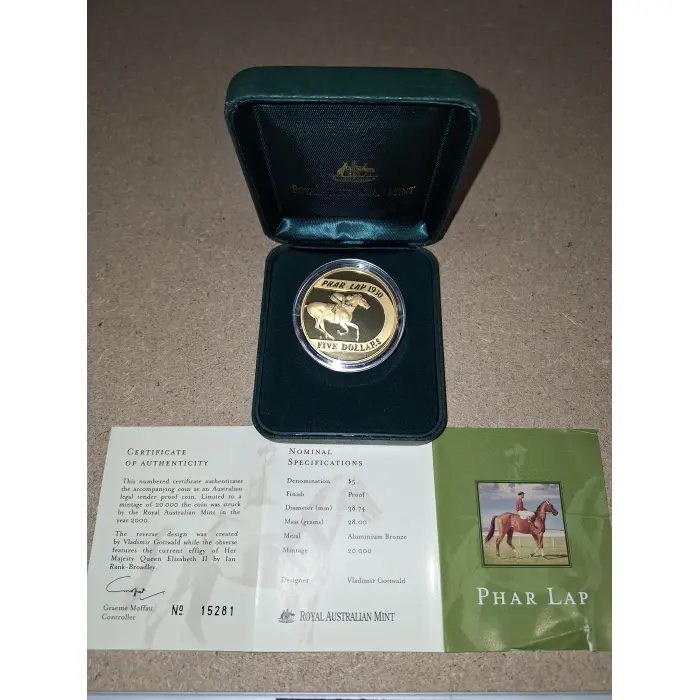 ROYAL AUSTRALIAN MINT
PHAR LAP 1930
FIVE DOLLARS
CERTIFICATE
OF AUTHENTICITY
This numbered certificate authenticates
the accompanying coin as an Australian
legal tender proof coin. Limited to a
mintage of 20 000 the coin was struck
by the Royal Australian Mint in the
year 2000.
The reverse design was created
by Vladimir Gottwald while the obverse
features the current effigy of Her
Majesty Queen Elizabeth II by Ian
Rank-Broadley.
Graeme Moffatt
Controller
No 15281
NOMINAL
SPECIFICATIONS
Denomination $5
Finish Proof
Diameter (mm) 38.74
Mass (grams) 28.00
Metal Aluminium Bronze
Mintage 20 000
Designer Vladimir Gottwald
ROYAL AUSTRALIAN MINT
PHAR LAP